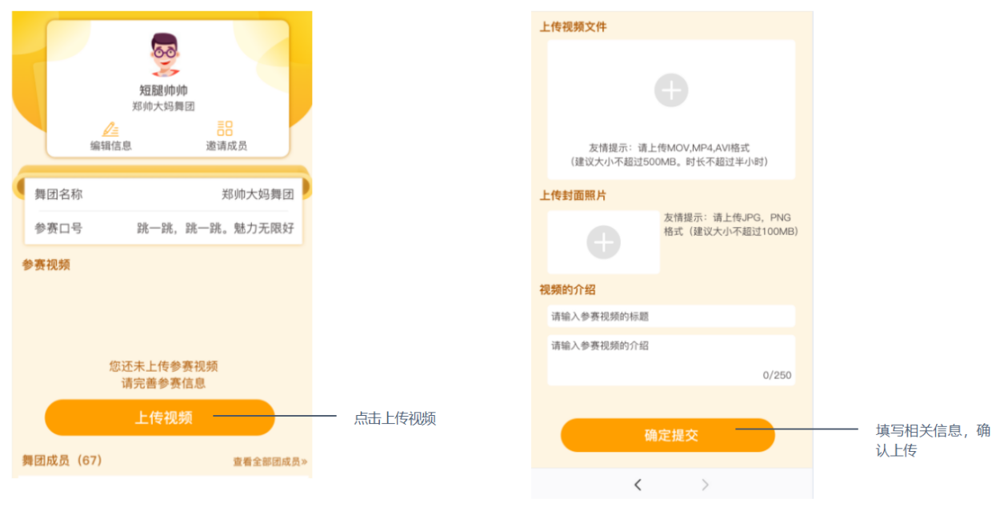 短腿帅帅
郑帅大妈舞团
编辑信息
邀请成员
舞团名称
郑帅大妈舞团
参赛口号
跳一跳，跳一跳。魅力无限好
参赛视频
您还未上传参赛视频
请完善参赛信息
上传视频
点击上传视频
舞团成员（67）
查看全部团成员»
上传视频文件
友情提示：请上传MOV,MP4,AVI格式
（建议大小不超过500MB。时长不超过半小时）
上传封面照片
友情提示：请上传JPG，PNG
格式（建议大小不超过100MB）
视频的介绍
请输入参赛视频的标题
请输入参赛视频的介绍
0/250
确定提交
填写相关信息，确
认上传